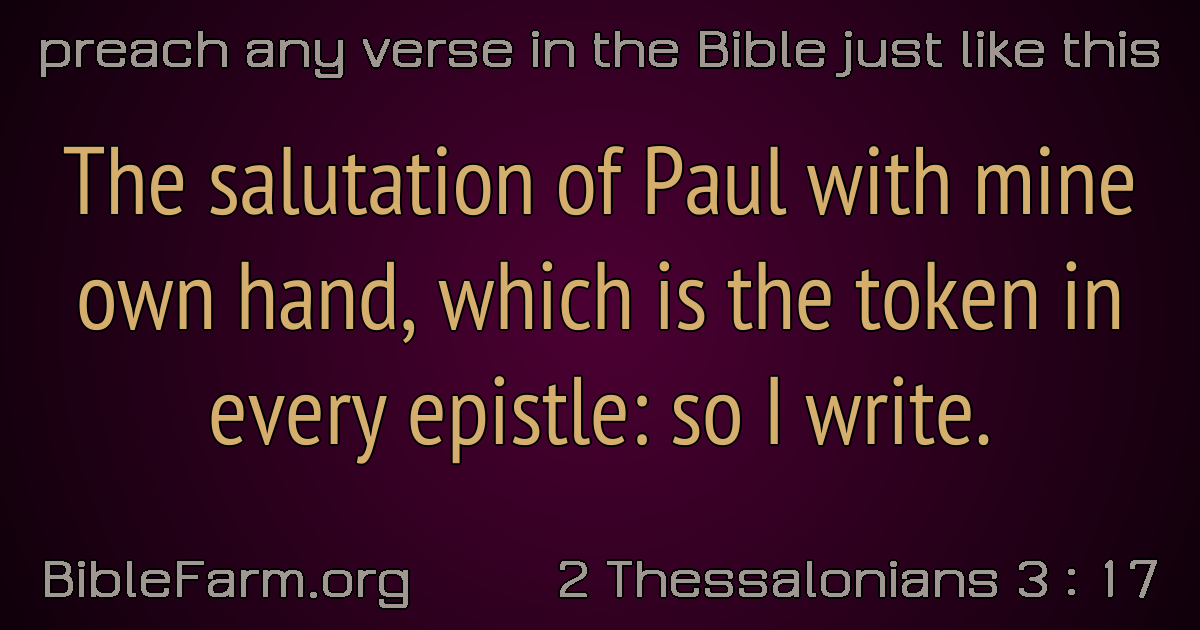 preach any verse in the Bible just like this
The salutation of Paul with mine
own hand, which is the token in
every epistle: so I write.
BibleFarm.org 2 Thessalonians 3 : 17